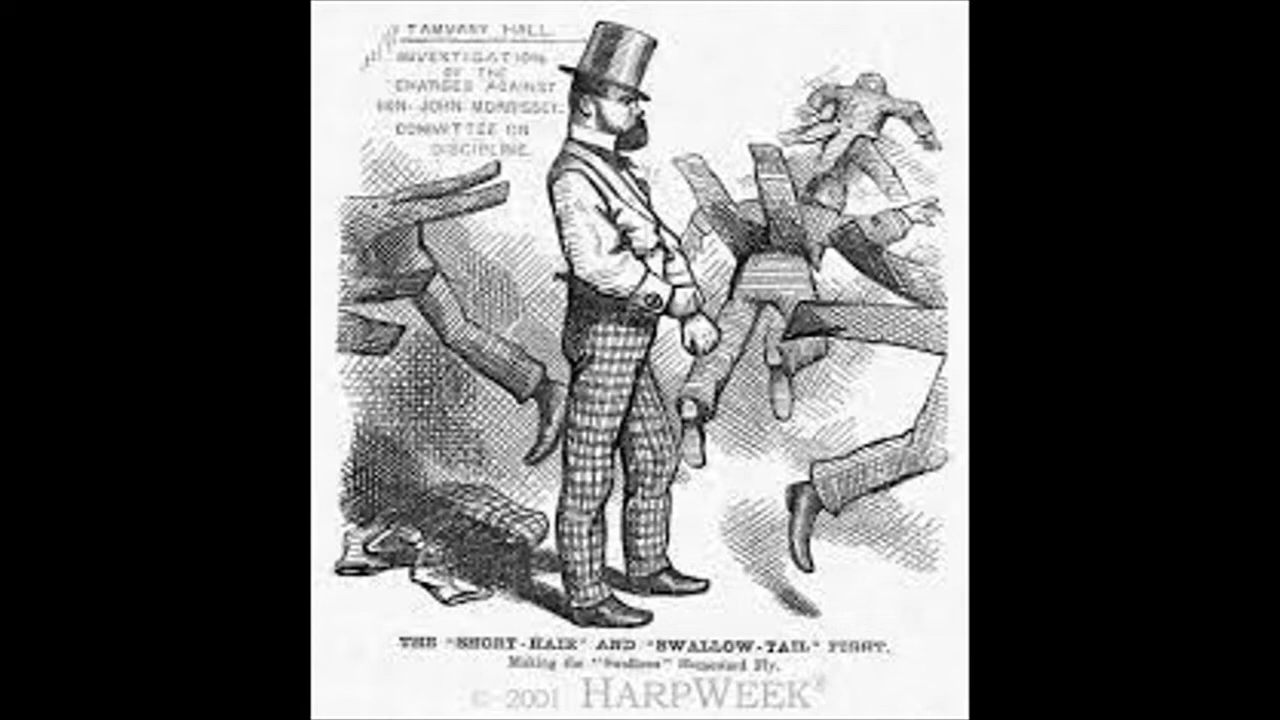 TAMMANY HALL.
INVESTIGATION
OF THE
CHARGES AGAINST
HON. JOHN MORRISSEY.
COMMITTEE ON
DISCIPLINE.
THE "SHORT-HAIR" AND "SWALLOW-TAIL" FIGHT.
Making the "Swallows" Homeward Fly.
© 2001 HARPWEEK®